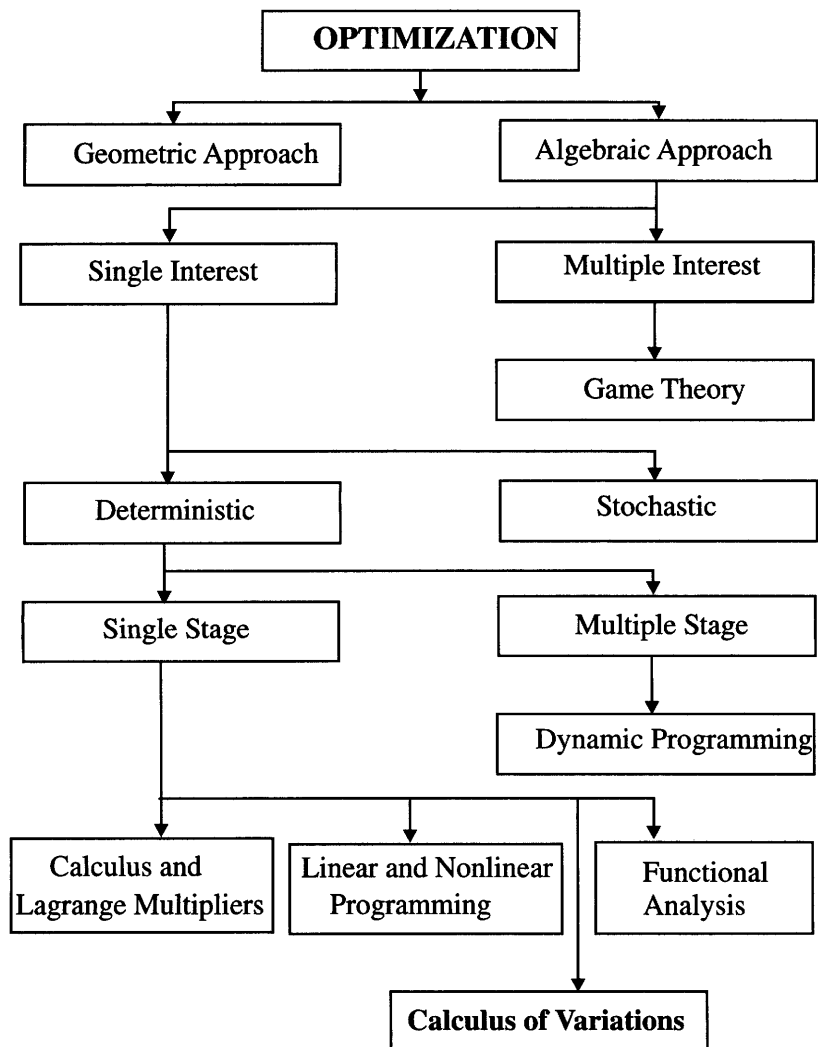 OPTIMIZATION
Geometric Approach
Algebraic Approach
Single Interest
Multiple Interest
Game Theory
Deterministic
Stochastic
Single Stage
Multiple Stage
Dynamic Programming
Calculus and
Lagrange Multipliers
Linear and Nonlinear
Programming
Functional
Analysis
Calculus of Variations